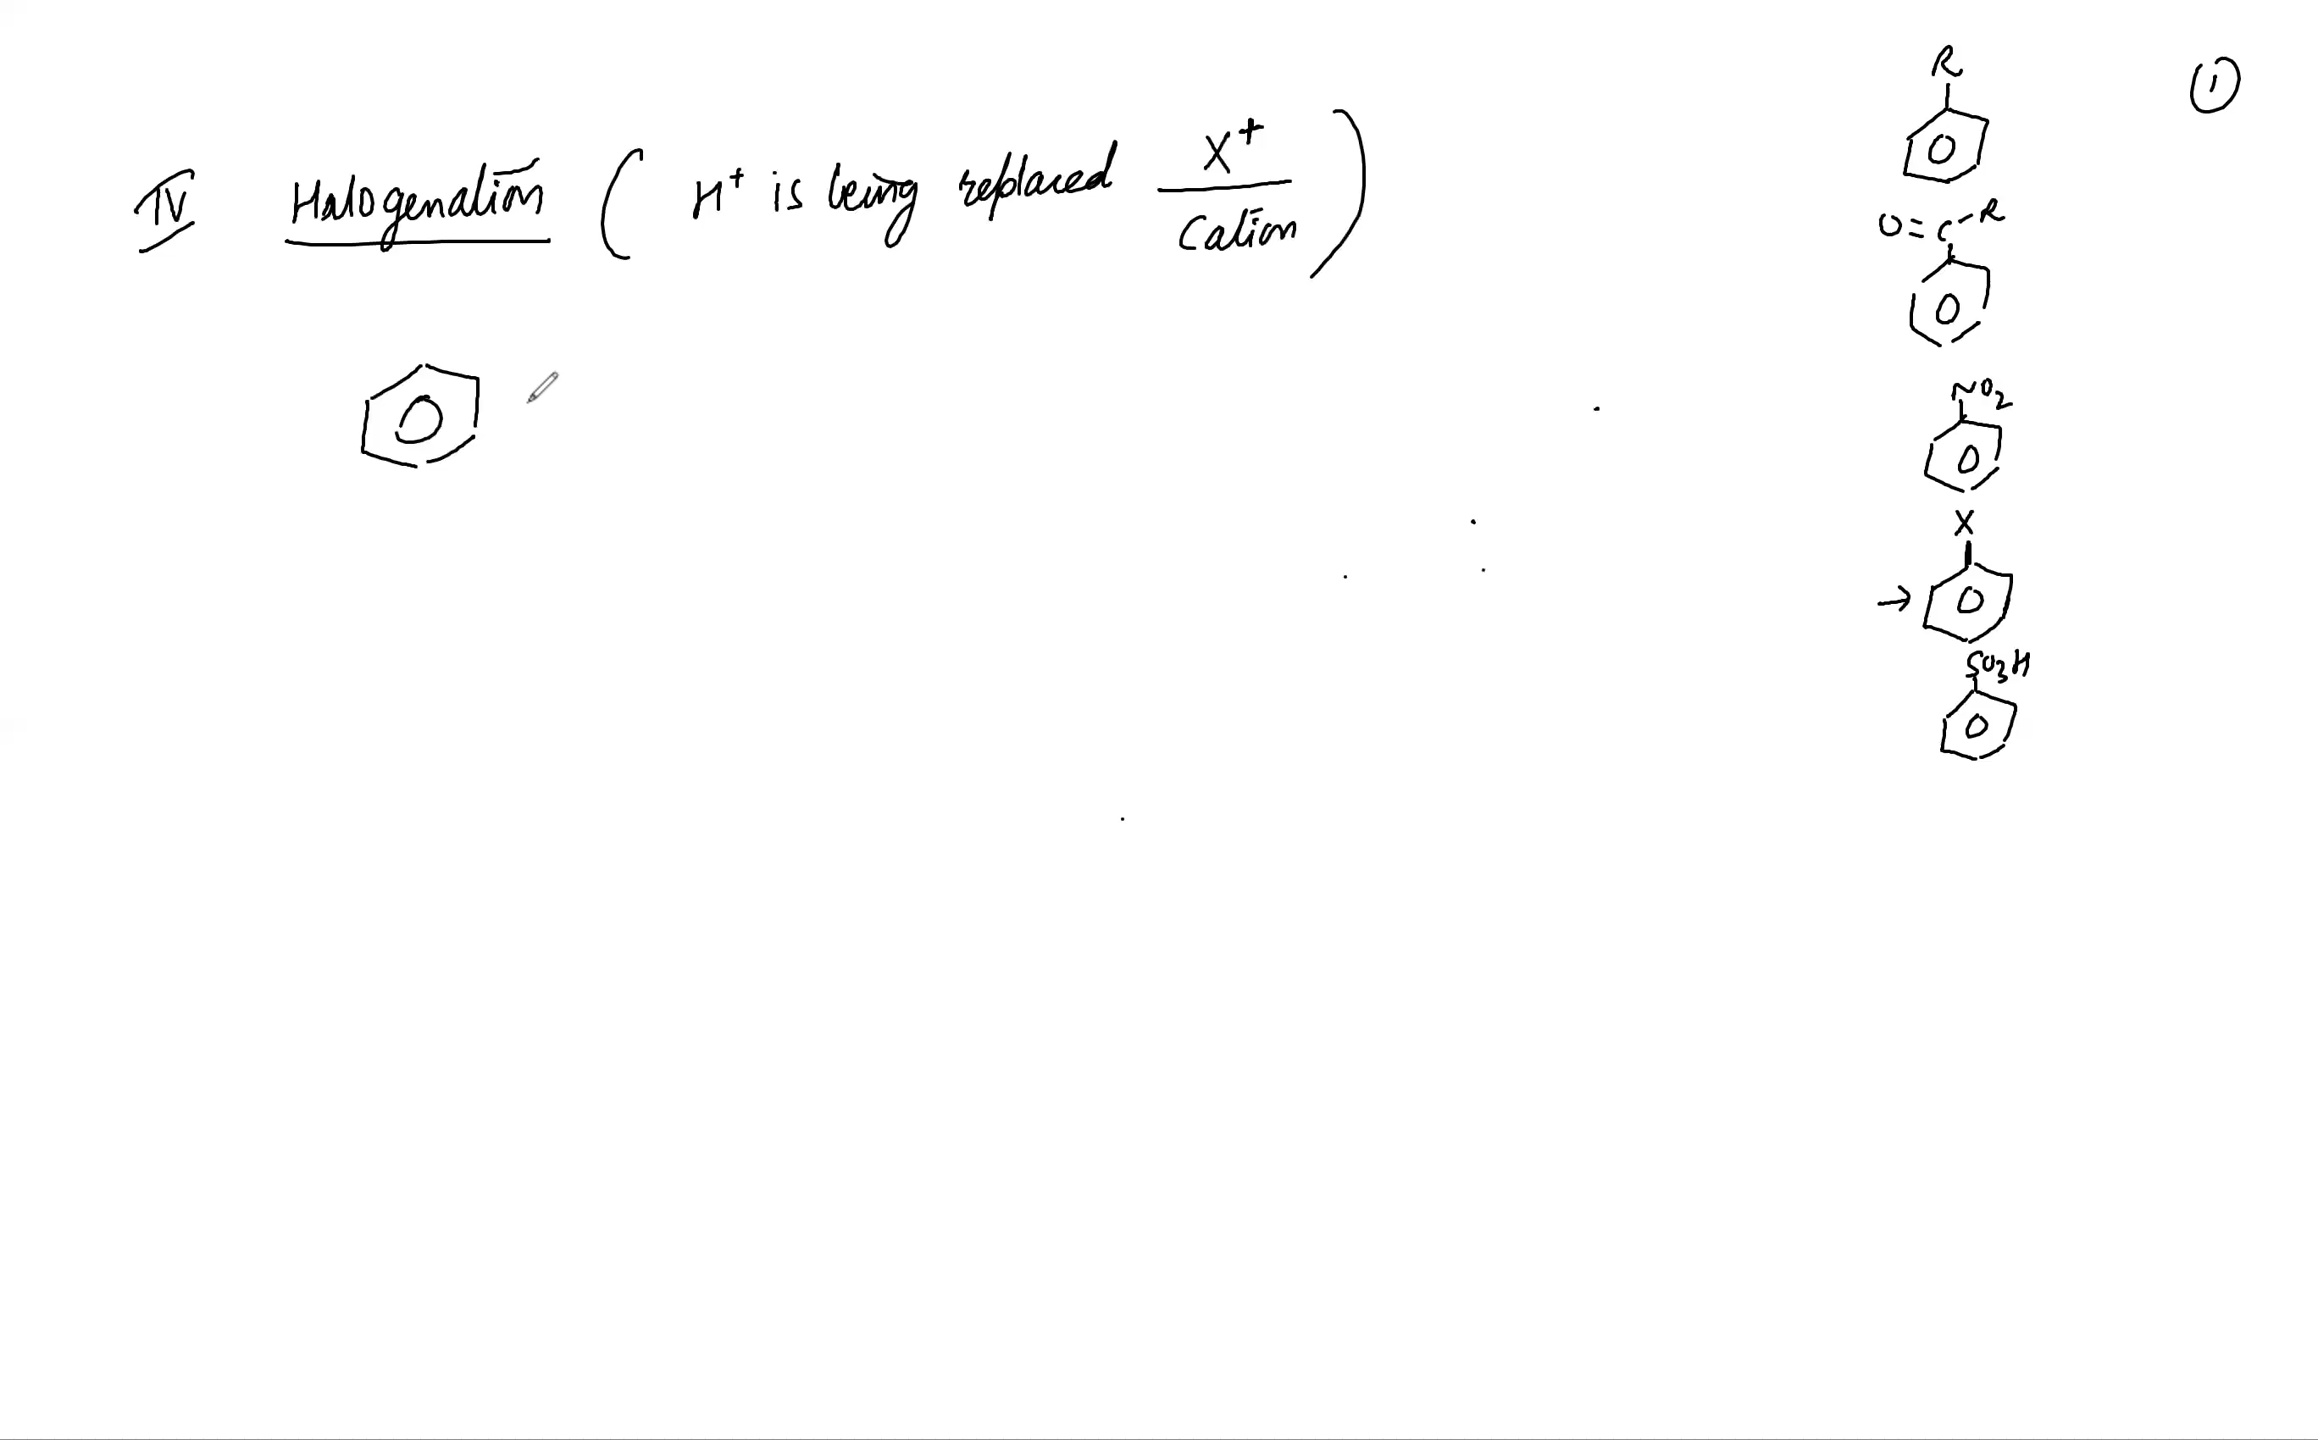 IV Halogenation ( H+ is being replaced X+ / Cation )
1
R
O=C-R
NO2
X
SO3H